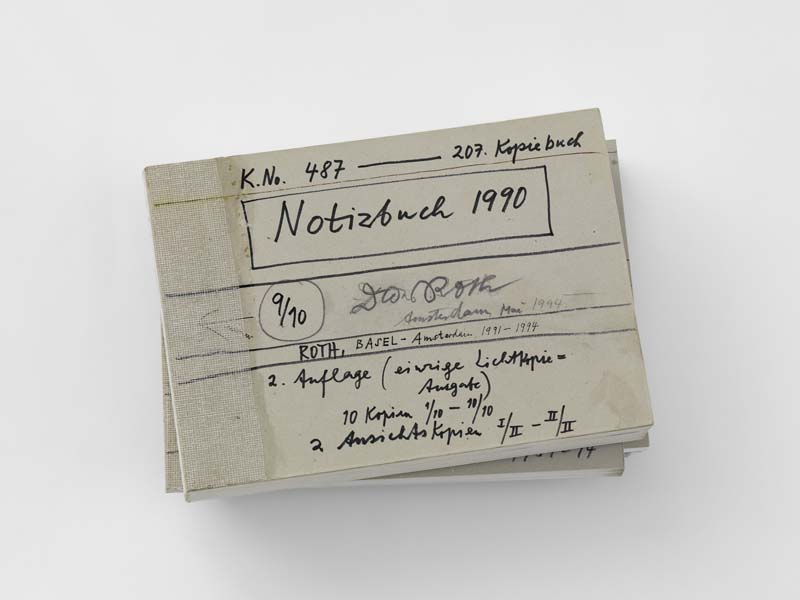 K.No. 487 — 207. Kopiebuch
Notizbuch 1990
9/10
Roth
Amsterdam Mai 1994
ROTH, BASEL - Amsterdam 1991 - 1994
2. Auflage (einzige Lichtkopie =
Ausgabe)
10 Kopien 1/10 - 10/10
2 Ansichtskopien I/II - II/II